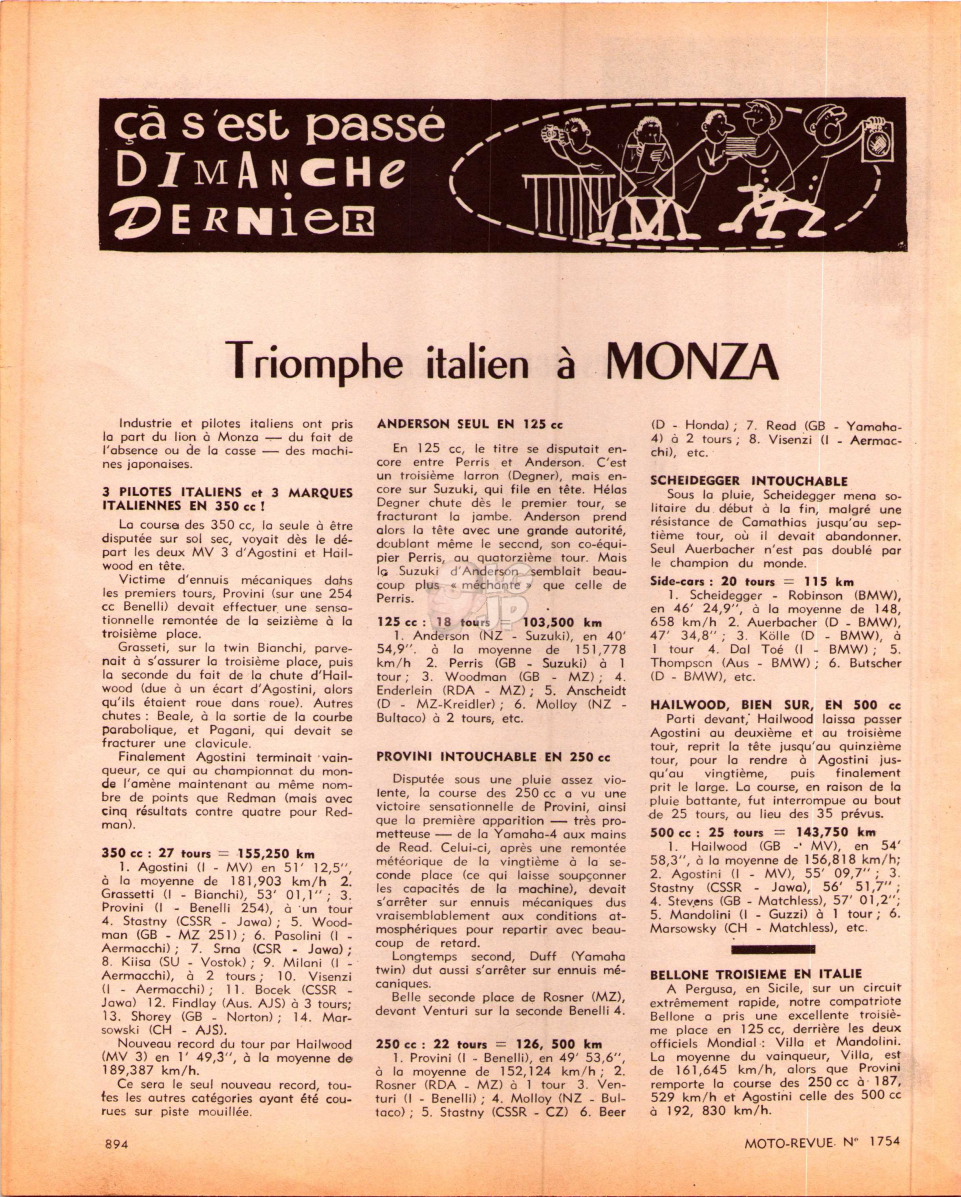 çà s'est passé
DIMANCHE
DERNIER
Triomphe italien à MONZA
Industrie et pilotes italiens ont pris
la part du lion à Monza — du fait de
l'absence ou de la casse — des machi-
nes japonaises.
3 PILOTES ITALIENS et 3 MARQUES
ITALIENNES EN 350 cc !
La course des 350 cc, la seule à être
disputée sur sol sec, voyait dès le dé-
part les deux MV 3 d'Agostini et Hail-
wood en tête.
Victime d'ennuis mécaniques dans
les premiers tours, Provini (sur une 254
cc Benelli) devait effectuer une sensa-
tionnelle remontée de la seizième à la
troisième place.
Grasseti, sur la twin Bianchi, parve-
nait à s'assurer la troisième place, puis
la seconde du fait de la chute d'Hail-
wood (due à un écart d'Agostini, alors
qu'ils étaient roue dans roue). Autres
chutes : Beale, à la sortie de la courbe
parabolique, et Pagani, qui devait se
fracturer une clavicule.
Finalement Agostini terminait vain-
queur, ce qui au championnat du mon-
de l'amène maintenant au même nom-
bre de points que Redman (mais avec
cinq résultats contre quatre pour Red-
man).
350 cc : 27 tours = 155,250 km
1. Agostini (I - MV) en 51' 12,5'',
à la moyenne de 181,903 km/h 2.
Grassetti (I - Bianchi), 53' 01,1'' ; 3.
Provini (I - Benelli 254), à un tour
4. Stastny (CSSR - Jawa) ; 5. Wood-
man (GB - MZ 251) ; 6. Pasolini (I -
Aermacchi) ; 7. Srna (CSR - Jawa) ;
8. Kiisa (SU - Vostok) ; 9. Milani (I -
Aermacchi), à 2 tours ; 10. Visenzi
(I - Aermacchi) ; 11. Bocek (CSSR -
Jawa) 12. Findlay (Aus. AJS) à 3 tours;
13. Shorey (GB - Norton) ; 14. Mar-
sowski (CH - AJS).
Nouveau record du tour par Hailwood
(MV 3) en 1' 49,3'', à la moyenne de
189,387 km/h.
Ce sera le seul nouveau record, tou-
tes les autres catégories ayant été cou-
rues sur piste mouillée.
ANDERSON SEUL EN 125 cc
En 125 cc, le titre se disputait en-
core entre Perris et Anderson. C'est
un troisième larron (Degner), mais en-
core sur Suzuki, qui file en tête. Hélas
Degner chute dès le premier tour, se
fracturant la jambe. Anderson prend
alors la tête avec une grande autorité,
doublant même le second, son co-équi-
pier Perris, au quatorzième tour. Mais
la Suzuki d'Anderson semblait beau-
coup plus « méchante » que celle de
Perris.
125 cc : 18 tours = 103,500 km
1. Anderson (NZ - Suzuki), en 40'
54,9''. à la moyenne de 151,778
km/h 2. Perris (GB - Suzuki) à 1
tour ; 3. Woodman (GB - MZ) ; 4.
Enderlein (RDA - MZ) ; 5. Anscheidt
(D - MZ-Kreidler) ; 6. Molloy (NZ -
Bultaco) à 2 tours, etc.
PROVINI INTOUCHABLE EN 250 cc
Disputée sous une pluie assez vio-
lente, la course des 250 cc a vu une
victoire sensationnelle de Provini, ainsi
que la première apparition — très pro-
metteuse — de la Yamaha-4 aux mains
de Read. Celui-ci, après une remontée
météorique de la vingtième à la se-
conde place (ce qui laisse soupçonner
les capacités de la machine), devait
s'arrêter sur ennuis mécaniques dus
vraisemblablement aux conditions at-
mosphériques pour repartir avec beau-
coup de retard.
Longtemps second, Duff (Yamaha
twin) dut aussi s'arrêter sur ennuis mé-
caniques.
Belle seconde place de Rosner (MZ),
devant Venturi sur la seconde Benelli 4.
250 cc : 22 tours = 126, 500 km
1. Provini (I - Benelli), en 49' 53,6'',
à la moyenne de 152,124 km/h ; 2.
Rosner (RDA - MZ) à 1 tour 3. Ven-
turi (I - Benelli) ; 4. Molloy (NZ - Bul-
taco) ; 5. Stastny (CSSR - CZ) 6. Beer
(D - Honda) ; 7. Read (GB - Yamaha-
4) à 2 tours ; 8. Visenzi (I - Aermac-
chi), etc.
SCHEIDEGGER INTOUCHABLE
Sous la pluie, Scheidegger mena so-
litaire du début à la fin, malgré une
résistance de Camathias jusqu'au sep-
tième tour, où il devait abandonner.
Seul Auerbacher n'est pas doublé par
le champion du monde.
Side-cars : 20 tours = 115 km
1. Scheidegger - Robinson (BMW),
en 46' 24,9'', à la moyenne de 148,
658 km/h 2. Auerbacher (D - BMW),
47' 34,8'' ; 3. Kölle (D - BMW), à
1 tour 4. Dal Toé (I - BMW) ; 5.
Thompson (Aus - BMW) ; 6. Butscher
(D - BMW), etc.
HAILWOOD, BIEN SUR, EN 500 cc
Parti devant, Hailwood laissa passer
Agostini au deuxième et au troisième
tour, reprit la tête jusqu'au quinzième
tour, pour la rendre à Agostini jus-
qu'au vingtième, puis finalement
prit le large. La course, en raison de la
pluie battante, fut interrompue au bout
de 25 tours, au lieu des 35 prévus.
500 cc : 25 tours = 143,750 km
1. Hailwood (GB - MV), en 54'
58,3'', à la moyenne de 156,818 km/h;
2. Agostini (I - MV), 55' 09,7'' ; 3.
Stastny (CSSR - Jawa), 56' 51,7'' ;
4. Stevens (GB - Matchless), 57' 01,2'';
5. Mandolini (I - Guzzi) à 1 tour ; 6.
Marsowsky (CH - Matchless), etc.
BELLONE TROISIEME EN ITALIE
A Pergusa, en Sicile, sur un circuit
extrêmement rapide, notre compatriote
Bellone a pris une excellente troisiè-
me place en 125 cc, derrière les deux
officiels Mondial : Villa et Mandolini.
La moyenne du vainqueur, Villa, est
de 161,645 km/h, alors que Provini
remporte la course des 250 cc à 187,
529 km/h et Agostini celle des 500 cc
à 192, 830 km/h.
894
MOTO-REVUE N° 1754